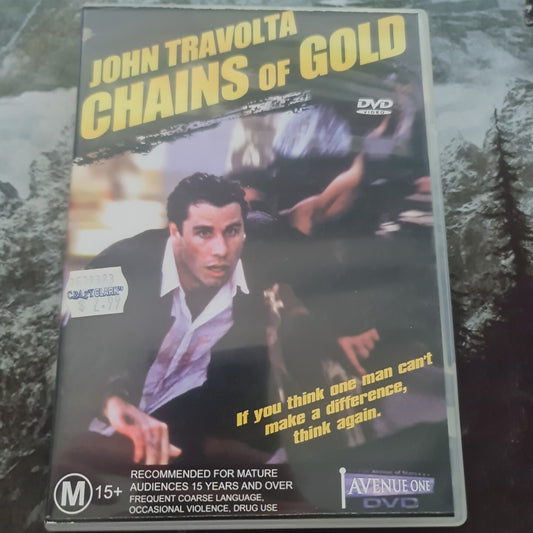 JOHN TRAVOLTA
CHAINS OF GOLD
DVD
VIDEO
CRAZY CLARK'S
If you think one man can't
make a difference,
think again.
M 15+
RECOMMENDED FOR MATURE
AUDIENCES 15 YEARS AND OVER
FREQUENT COARSE LANGUAGE,
OCCASIONAL VIOLENCE, DRUG USE
AVENUE ONE
DVD